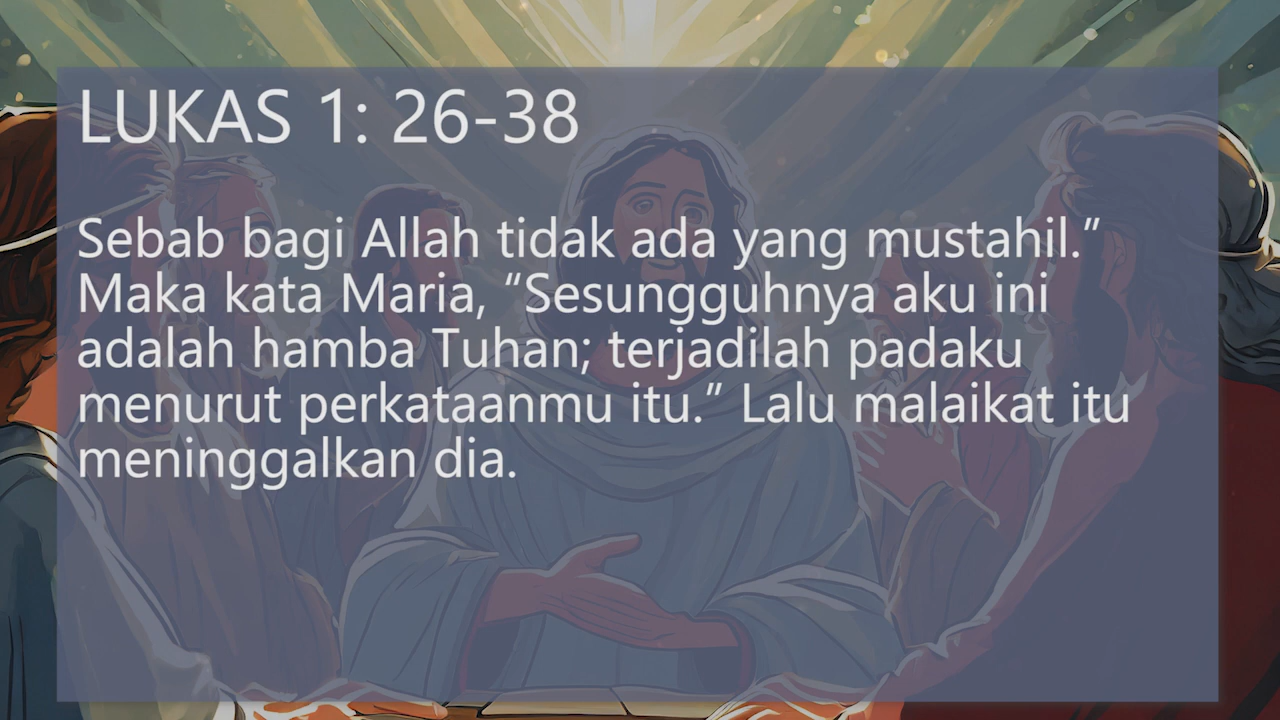 LUKAS 1: 26-38
Sebab bagi Allah tidak ada yang mustahil.”
Maka kata Maria, “Sesungguhnya aku ini
adalah hamba Tuhan; terjadilah padaku
menurut perkataanmu itu.” Lalu malaikat itu
meninggalkan dia.